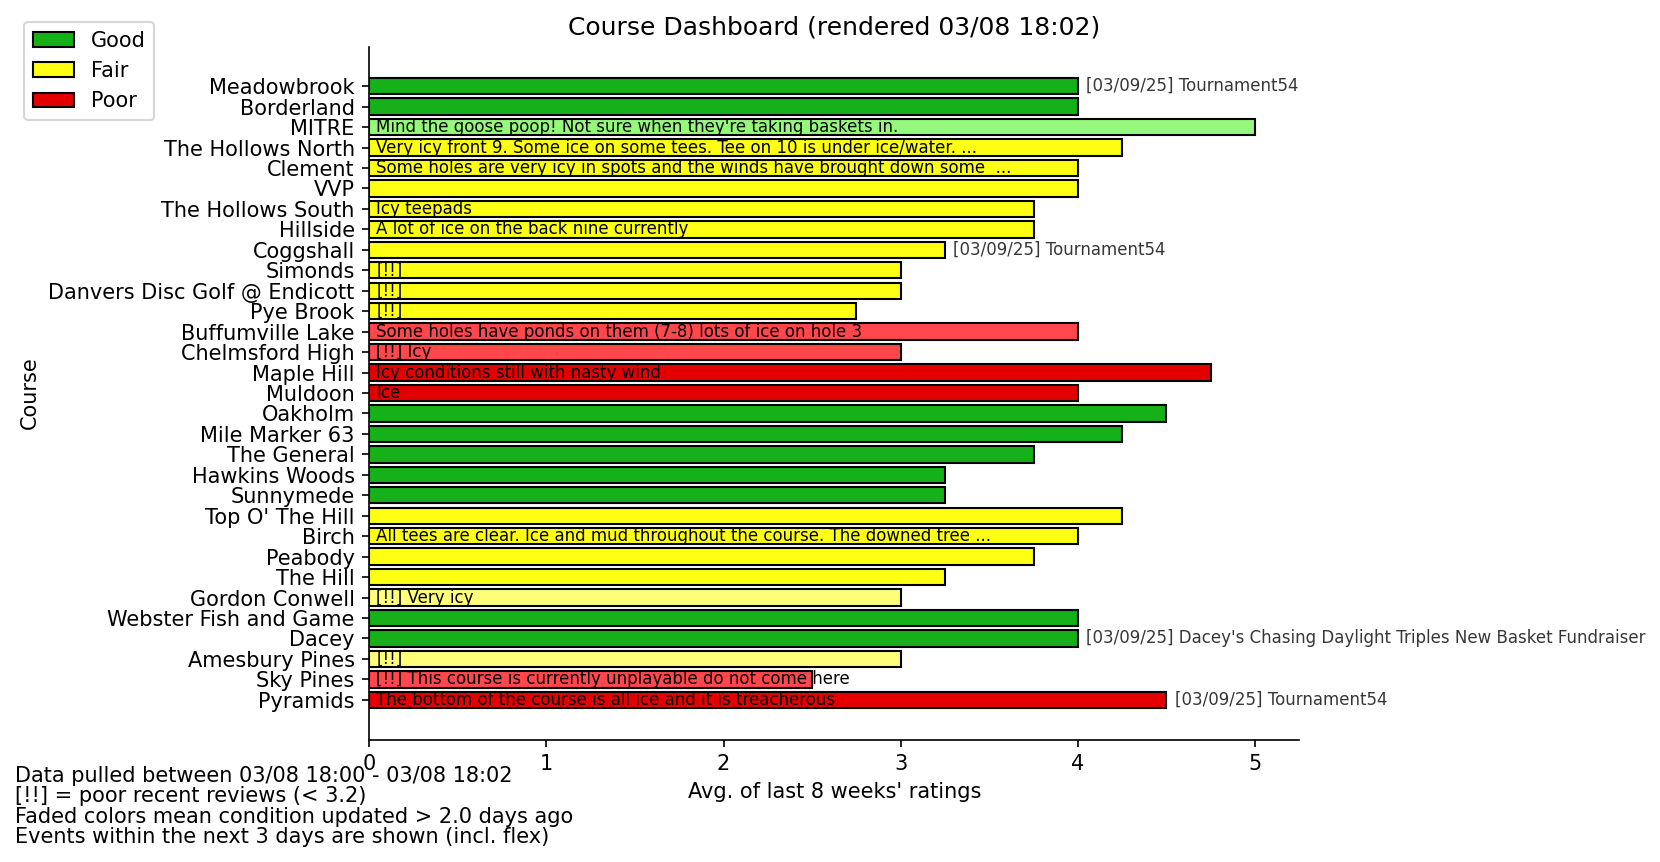 Course Dashboard (rendered 03/08 18:02)
Good
Fair
Poor
Course
Meadowbrook [03/09/25] Tournament54
Borderland
MITRE Mind the goose poop! Not sure when they're taking baskets in.
The Hollows North Very icy front 9. Some ice on some tees. Tee on 10 is under ice/water. ...
Clement Some holes are very icy in spots and the winds have brought down some ...
VVP
The Hollows South Icy teepads
Hillside A lot of ice on the back nine currently
Coggshall [03/09/25] Tournament54
Simonds [!!]
Danvers Disc Golf @ Endicott [!!]
Pye Brook [!!]
Buffumville Lake Some holes have ponds on them (7-8) lots of ice on hole 3
Chelmsford High [!!] Icy
Maple Hill Icy conditions still with nasty wind
Muldoon Ice
Oakholm
Mile Marker 63
The General
Hawkins Woods
Sunnymede
Top O' The Hill
Birch All tees are clear. Ice and mud throughout the course. The downed tree ...
Peabody
The Hill
Gordon Conwell [!!] Very icy
Webster Fish and Game
Dacey [03/09/25] Dacey's Chasing Daylight Triples New Basket Fundraiser
Amesbury Pines [!!]
Sky Pines [!!] This course is currently unplayable do not come here
Pyramids The bottom of the course is all ice and it is treacherous [03/09/25] Tournament54
0 1 2 3 4 5
Avg. of last 8 weeks' ratings
Data pulled between 03/08 18:00 - 03/08 18:02
[!!] = poor recent reviews (< 3.2)
Faded colors mean condition updated > 2.0 days ago
Events within the next 3 days are shown (incl. flex)